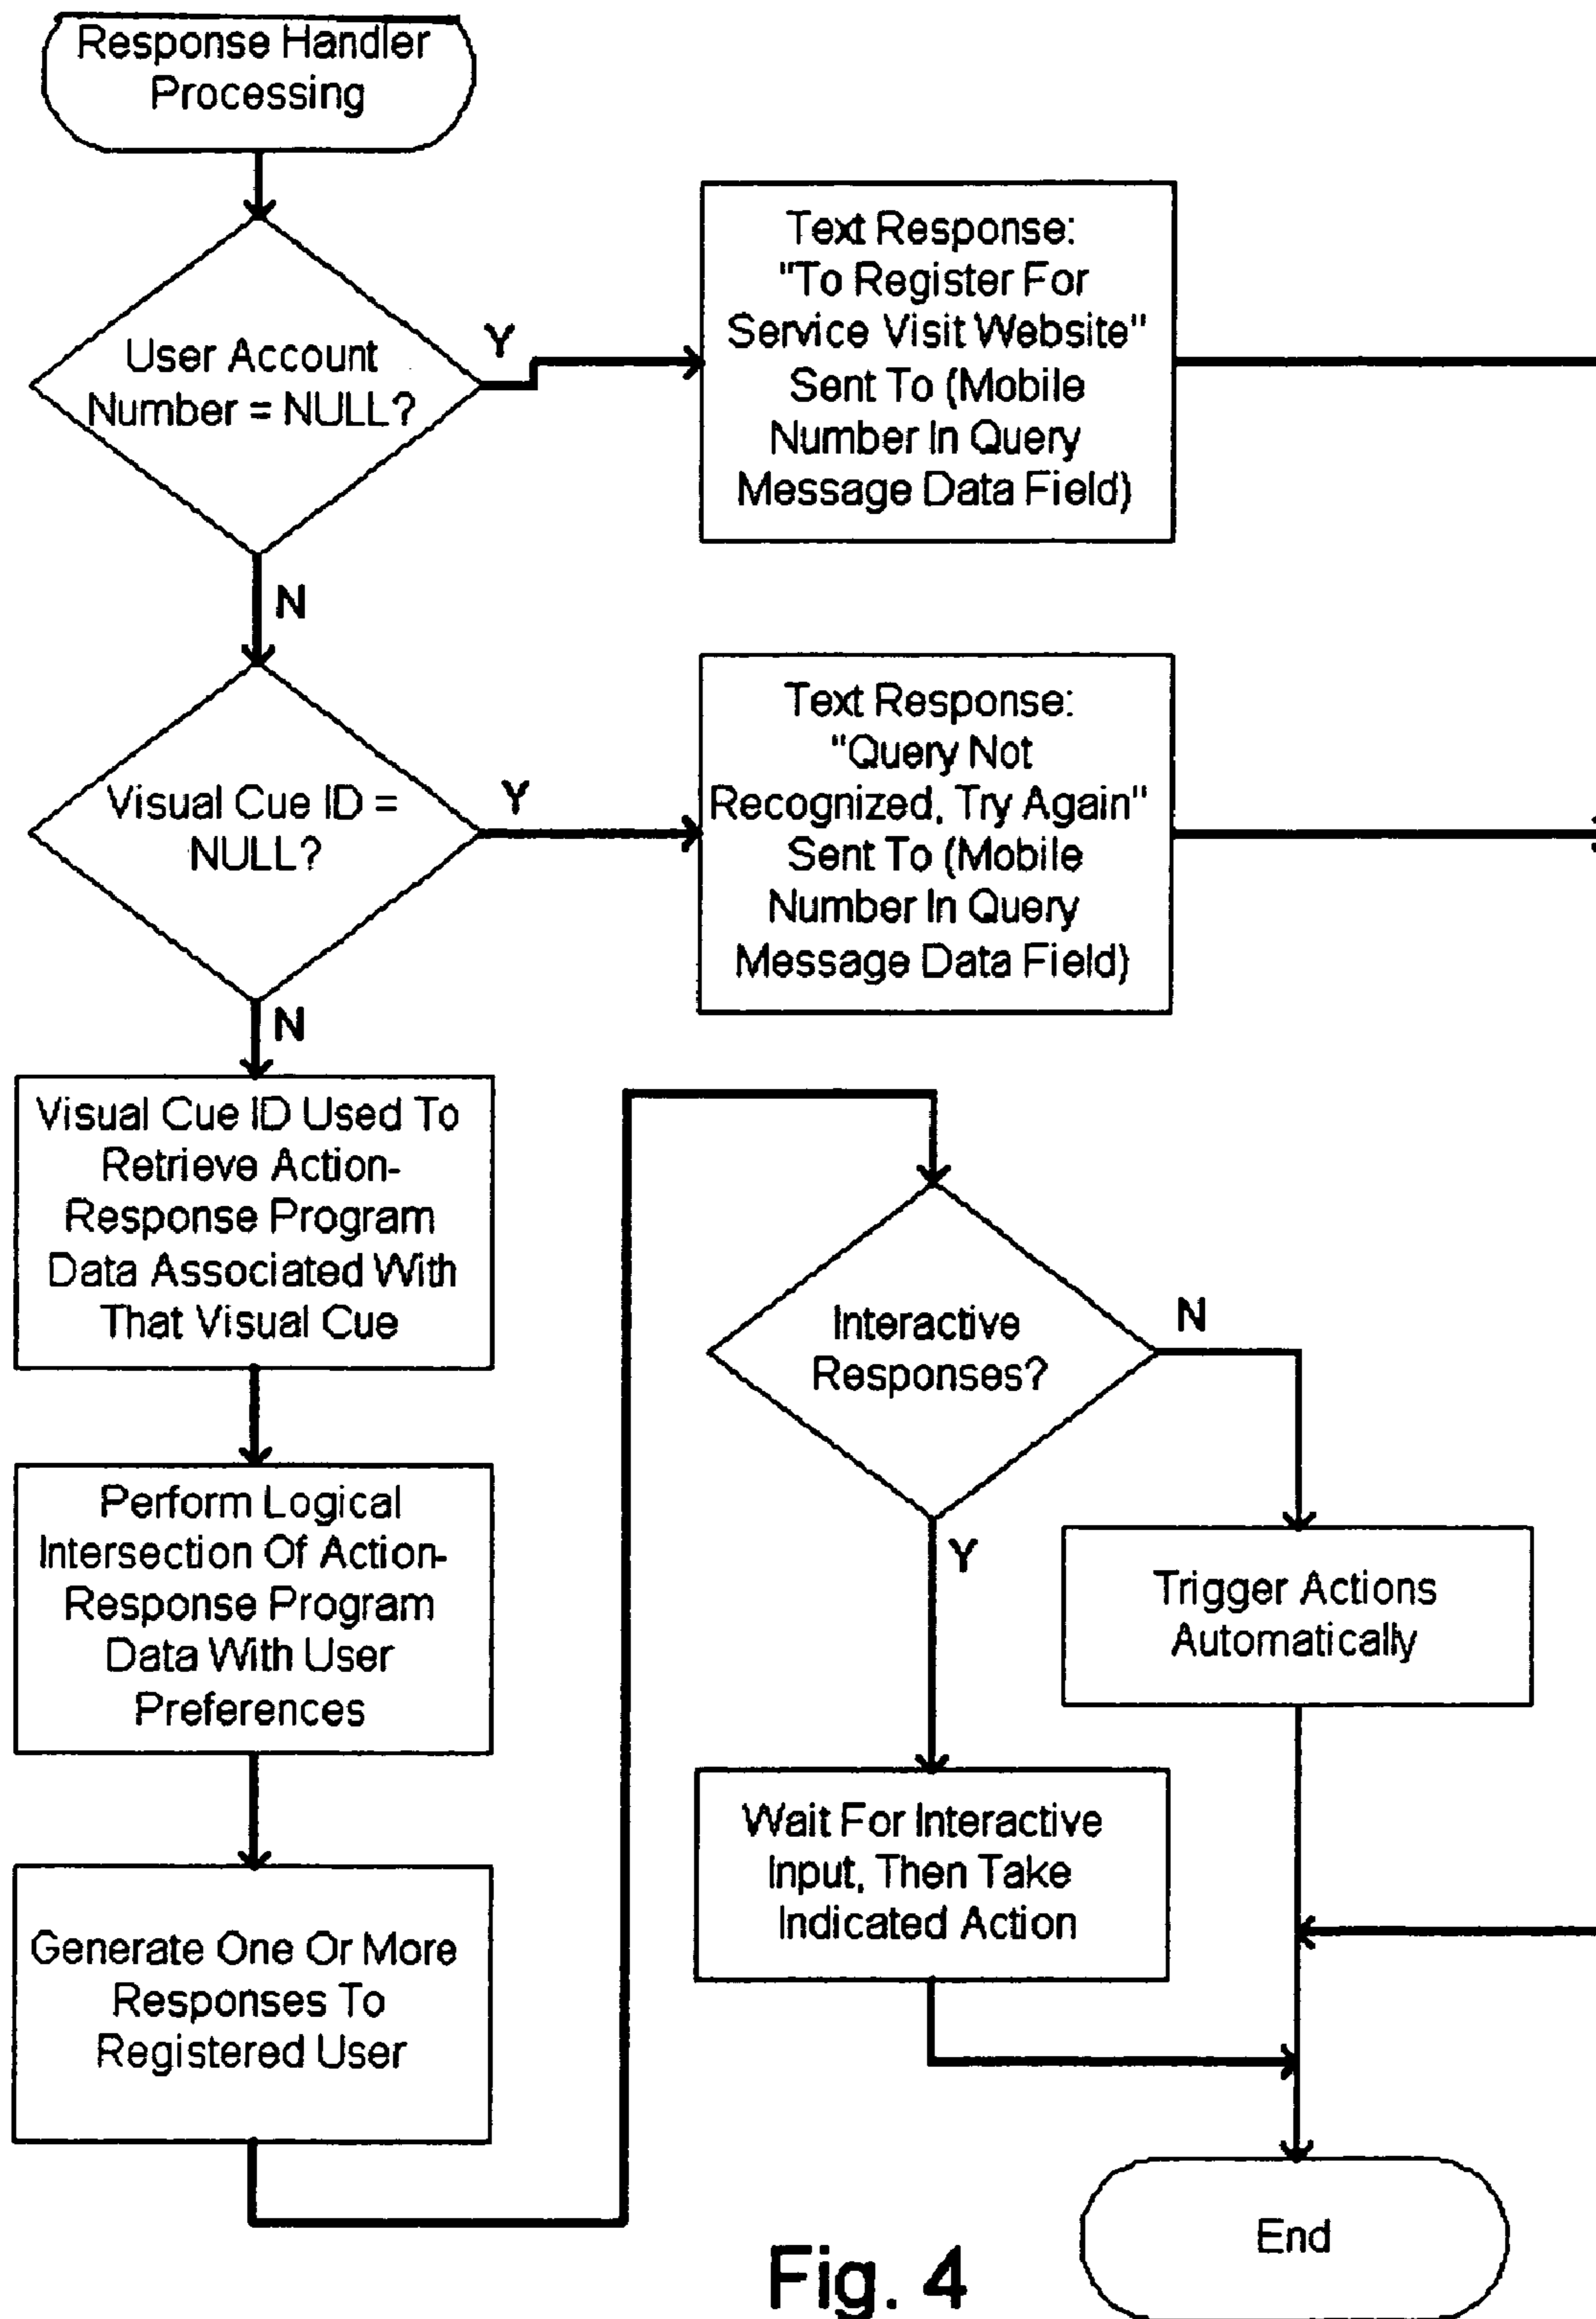 Response Handler
Processing
User Account
Number = NULL?
Y
Text Response:
"To Register For
Service Visit Website"
Sent To (Mobile
Number In Query
Message Data Field)
N
Visual Cue ID =
NULL?
Y
Text Response:
"Query Not
Recognized, Try Again"
Sent To (Mobile
Number In Query
Message Data Field)
N
Visual Cue ID Used To
Retrieve Action-
Response Program
Data Associated With
That Visual Cue
Perform Logical
Intersection Of Action-
Response Program
Data With User
Preferences
Generate One Or More
Responses To
Registered User
Interactive
Responses?
N
Y
Trigger Actions
Automatically
Wait For Interactive
Input, Then Take
Indicated Action
End
Fig. 4